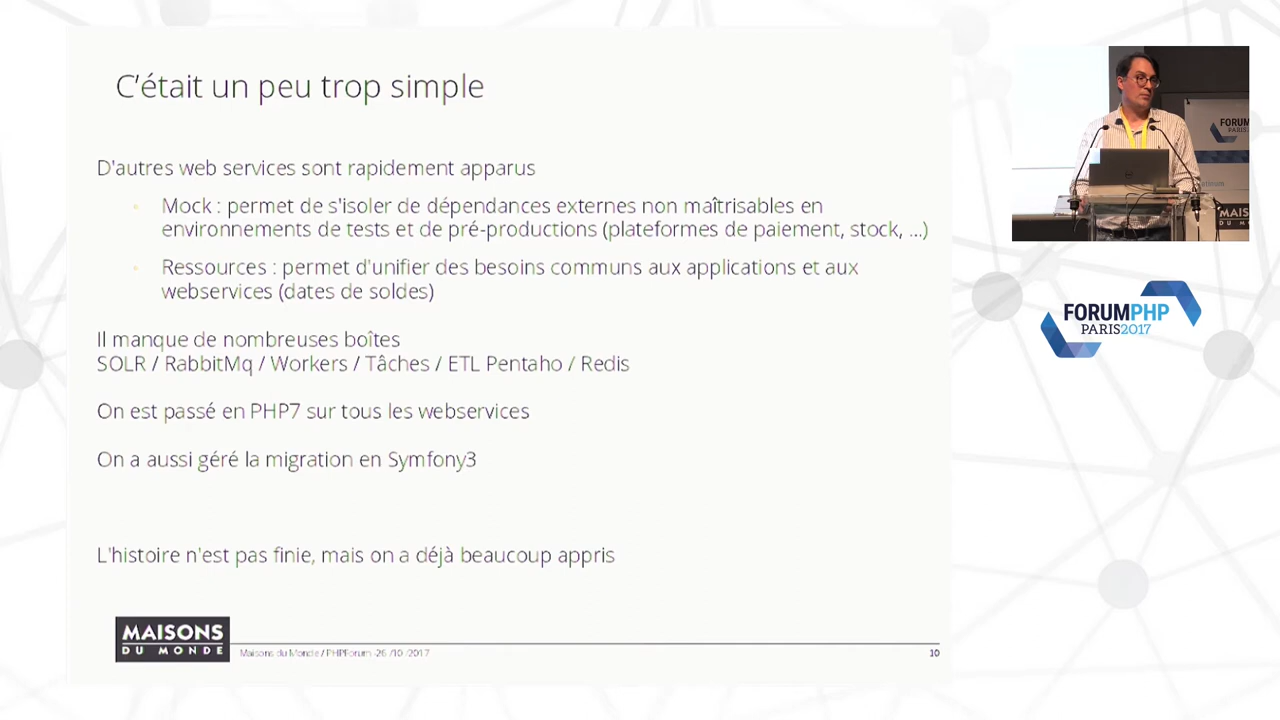 C'était un peu trop simple
D'autres web services sont rapidement apparus
Mock : permet de s'isoler de dépendances externes non maîtrisables en
environnements de tests et de pré-productions (plateformes de paiement, stock, ...)
Ressources : permet d'unifier des besoins communs aux applications et aux
webservices (dates de soldes)
Il manque de nombreuses boîtes
SOLR / RabbitMq / Workers / Tâches / ETL Pentaho / Redis
On est passé en PHP7 sur tous les webservices
On a aussi géré la migration en Symfony3
L'histoire n'est pas finie, mais on a déjà beaucoup appris
MAISONS
DU MONDE
Maisons du Monde / PHPForum -26 /10 /2017
10
FORUM
PARIS
MAIS
DU M
FORUMPHP
PARIS2017